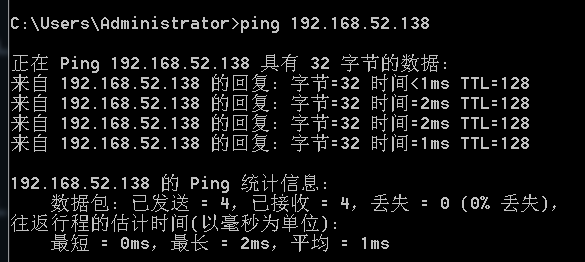 C:\Users\Administrator>ping 192.168.52.138
正在 Ping 192.168.52.138 具有 32 字节的数据:
来自 192.168.52.138 的回复: 字节=32 时间<1ms TTL=128
来自 192.168.52.138 的回复: 字节=32 时间=2ms TTL=128
来自 192.168.52.138 的回复: 字节=32 时间=2ms TTL=128
来自 192.168.52.138 的回复: 字节=32 时间=1ms TTL=128
192.168.52.138 的 Ping 统计信息:
数据包: 已发送 = 4, 已接收 = 4, 丢失 = 0 (0% 丢失),
往返行程的估计时间(以毫秒为单位):
最短 = 0ms, 最长 = 2ms, 平均 = 1ms